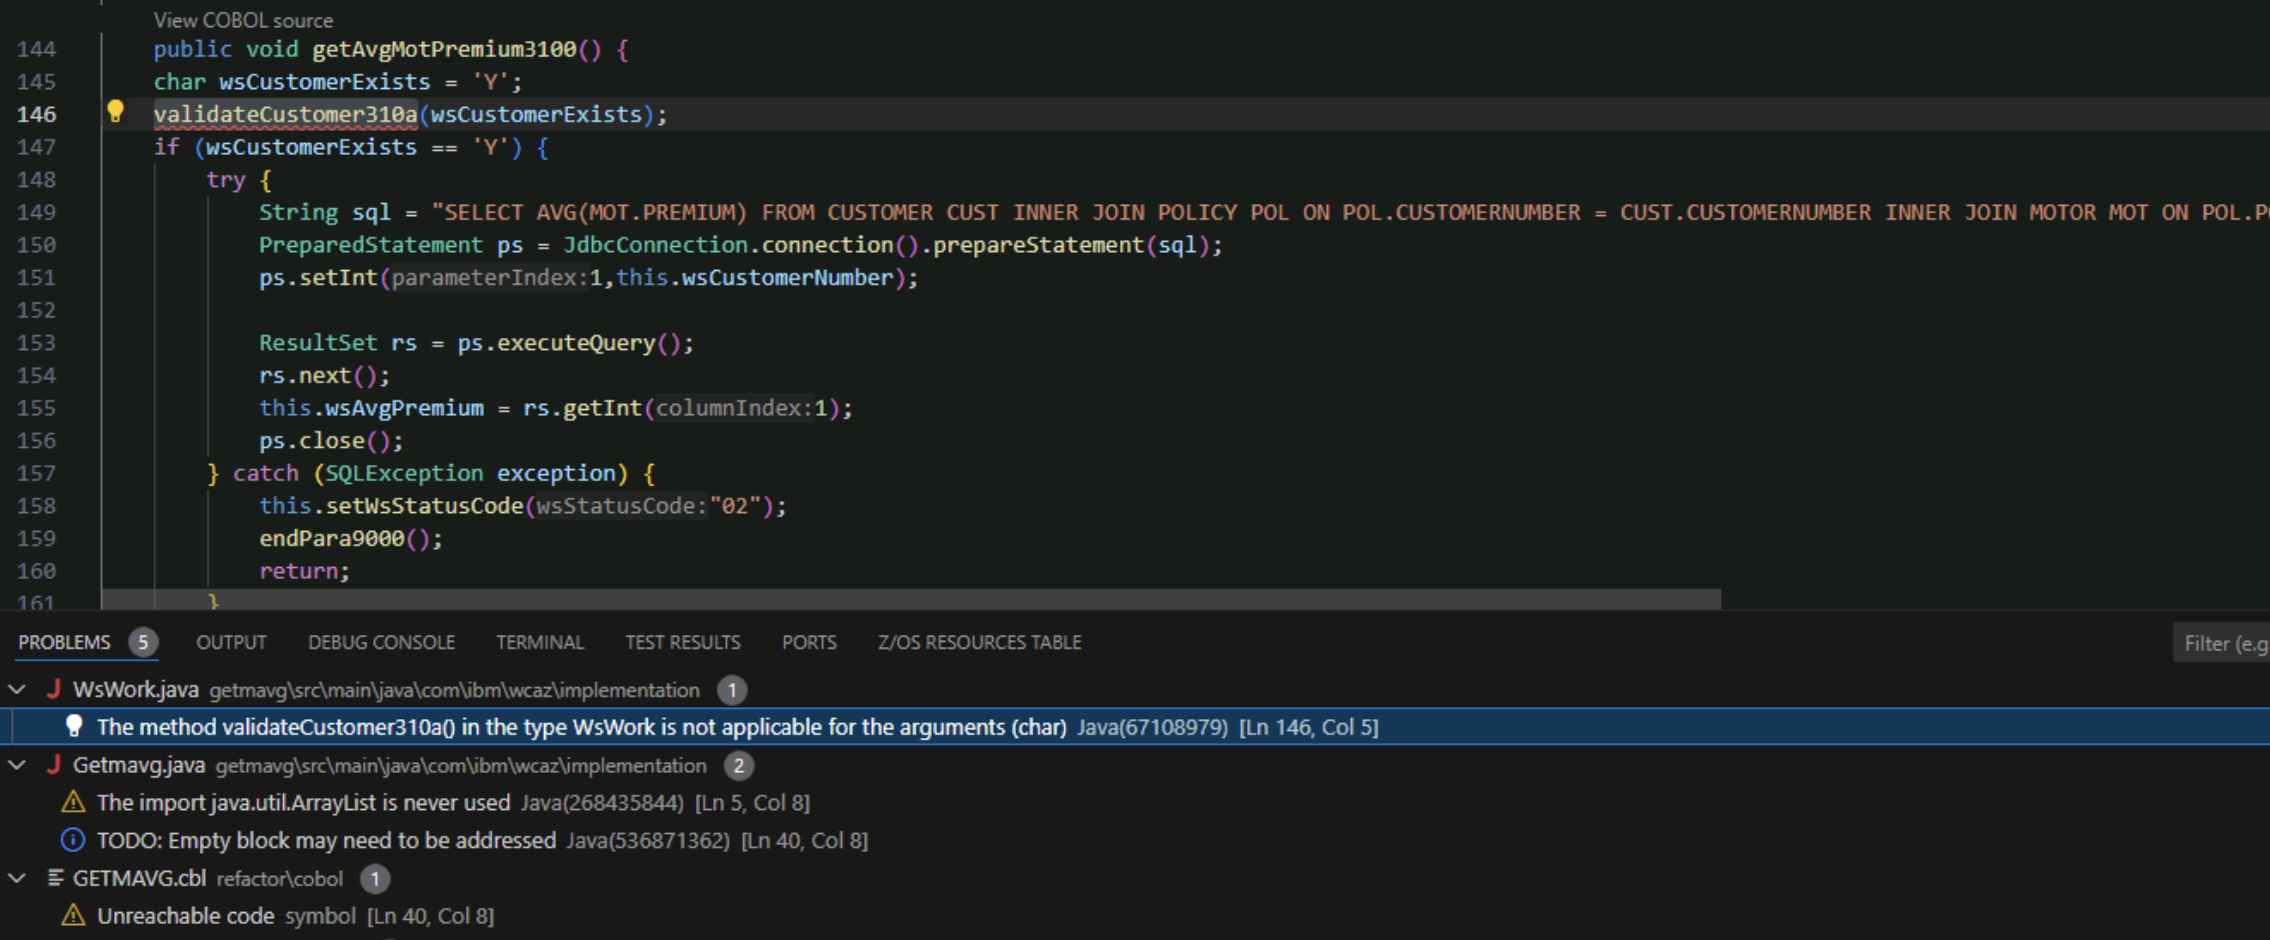 View COBOL source
144 public void getAvgMotPremium3100() {
145 char wsCustomerExists = 'Y';
146 validateCustomer310a(wsCustomerExists);
147 if (wsCustomerExists == 'Y') {
148 try {
149 String sql = "SELECT AVG(MOT.PREMIUM) FROM CUSTOMER CUST INNER JOIN POLICY POL ON POL.CUSTOMERNUMBER = CUST.CUSTOMERNUMBER INNER JOIN MOTOR MOT ON POL.P
150 PreparedStatement ps = JdbcConnection.connection().prepareStatement(sql);
151 ps.setInt(parameterIndex:1,this.wsCustomerNumber);
152
153 ResultSet rs = ps.executeQuery();
154 rs.next();
155 this.wsAvgPremium = rs.getInt(columnIndex:1);
156 ps.close();
157 } catch (SQLException exception) {
158 this.setWsStatusCode(wsStatusCode:"02");
159 endPara9000();
160 return;
161 }
PROBLEMS 5 OUTPUT DEBUG CONSOLE TERMINAL TEST RESULTS PORTS Z/OS RESOURCES TABLE Filter (e.g
J WsWork.java getmavg\src\main\java\com\ibm\wcaz\implementation 1
The method validateCustomer310a() in the type WsWork is not applicable for the arguments (char) Java(67108979) [Ln 146, Col 5]
J Getmavg.java getmavg\src\main\java\com\ibm\wcaz\implementation 2
The import java.util.ArrayList is never used Java(268435844) [Ln 5, Col 8]
TODO: Empty block may need to be addressed Java(536871362) [Ln 40, Col 8]
GETMAVG.cbl refactor\cobol 1
Unreachable code symbol [Ln 40, Col 8]